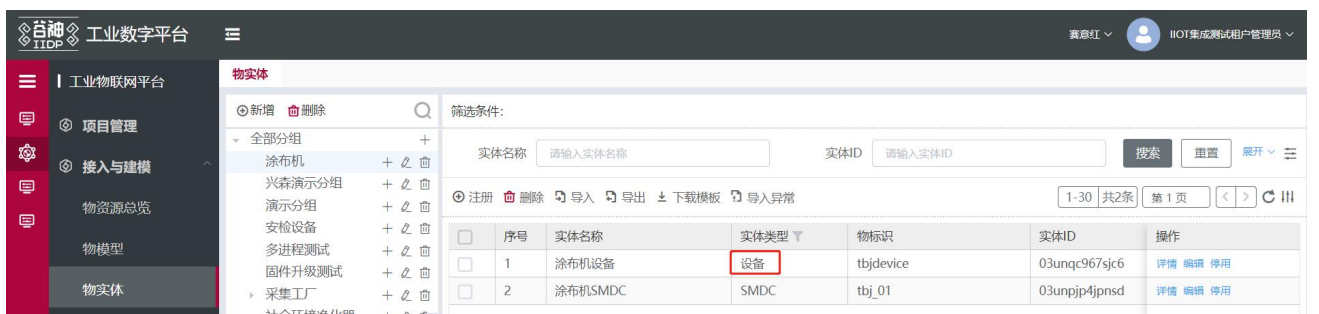 谷神 IIDP 工业数字平台 赛意红 IIOT集成测试租户管理员
工业物联网平台
项目管理
接入与建模
物资源总览
物模型
物实体
物实体
新增 删除
全部分组
涂布机
兴森演示分组
演示分组
安检设备
多进程测试
固件升级测试
采集工厂
筛选条件:
实体名称 请输入实体名称 实体ID 请输入实体ID 搜索 重置 展开
注册 删除 导入 导出 下载模板 导入异常 1-30 共2条 第 1 页
序号 实体名称 实体类型 物标识 实体ID 操作
1 涂布机设备 设备 tbjdevice 03unqc967sjc6 详情 编辑 停用
2 涂布机SMDC SMDC tbj_01 03unpjp4jpnsd 详情 编辑 停用